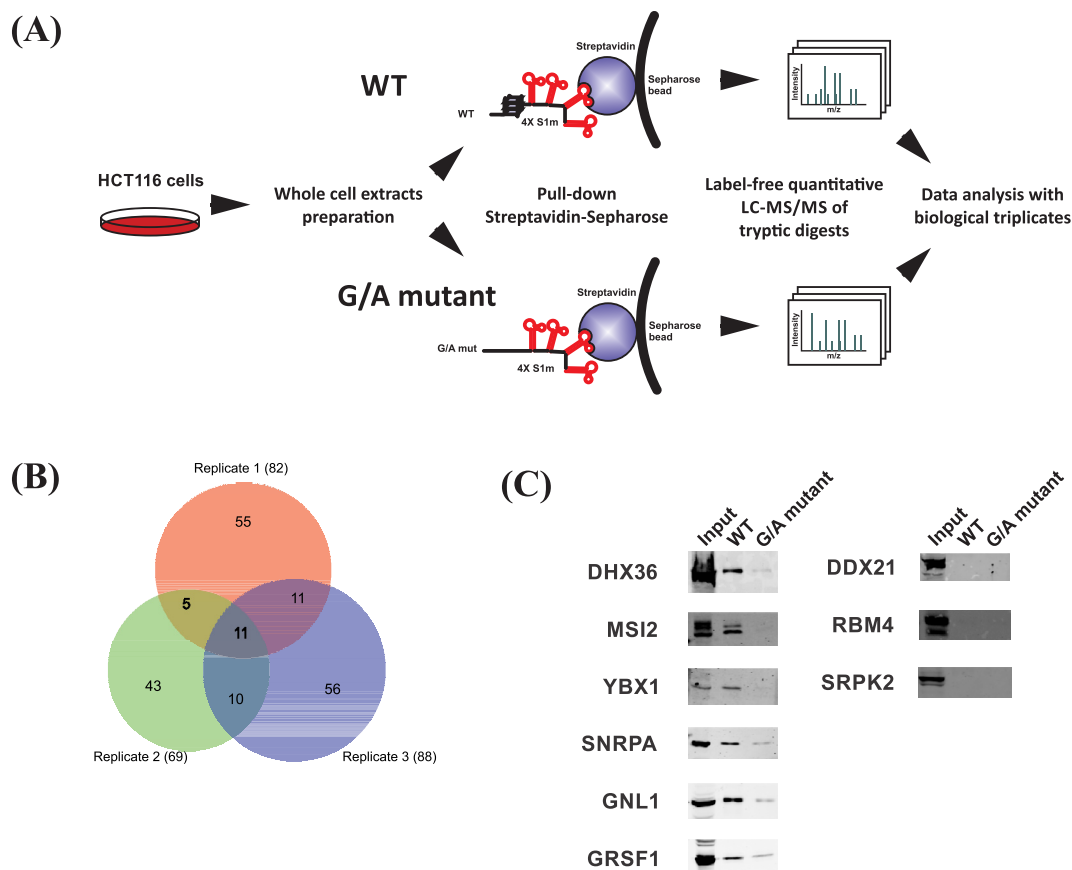 (A)
WT
Streptavidin
Sepharose
bead
WT
4X S1m
Intensity
m/z
HCT116 cells
Whole cell extracts
preparation
Pull-down
Streptavidin-Sepharose
Label-free quantitative
LC-MS/MS of
tryptic digests
Data analysis with
biological triplicates
G/A mutant
Streptavidin
Sepharose
bead
G/A mut
4X S1m
Intensity
m/z
(B)
Replicate 1 (82)
55
5
11
11
43
10
56
Replicate 2 (69)
Replicate 3 (88)
(C)
Input
WT
G/A mutant
DHX36
MSI2
YBX1
SNRPA
GNL1
GRSF1
Input
WT
G/A mutant
DDX21
RBM4
SRPK2